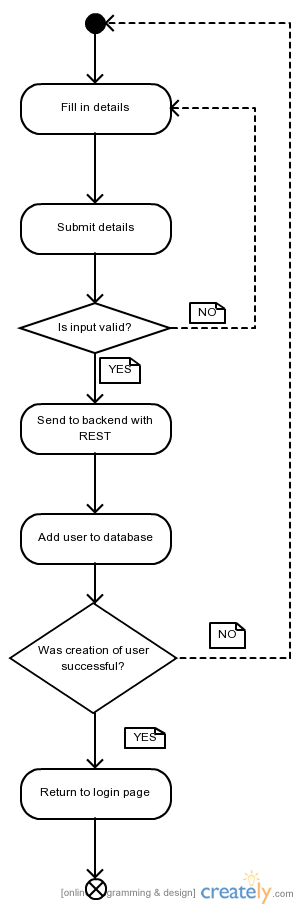 Fill in details
Submit details
Is input valid?
NO
YES
Send to backend with
REST
Add user to database
Was creation of user
successful?
NO
YES
Return to login page
& design]
creately.com